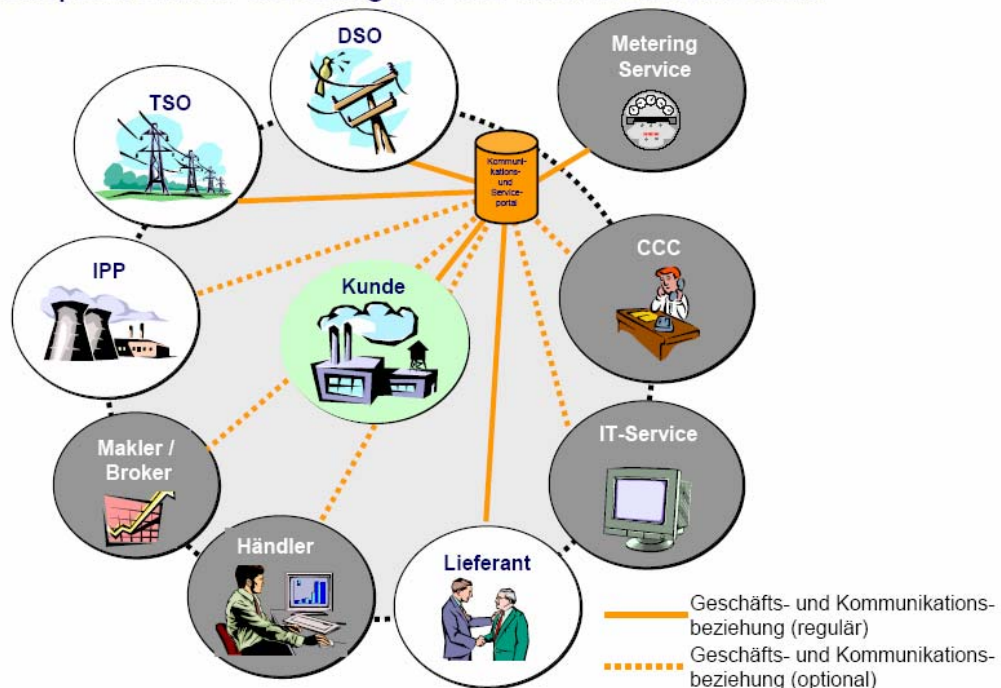 DSO
Metering
Service
TSO
Kommuni-
kations-
und
Service-
portal
CCC
IPP
Kunde
IT-Service
Makler /
Broker
Händler
Lieferant
Geschäfts- und Kommunikations-
beziehung (regulär)
Geschäfts- und Kommunikations-
beziehung (optional)